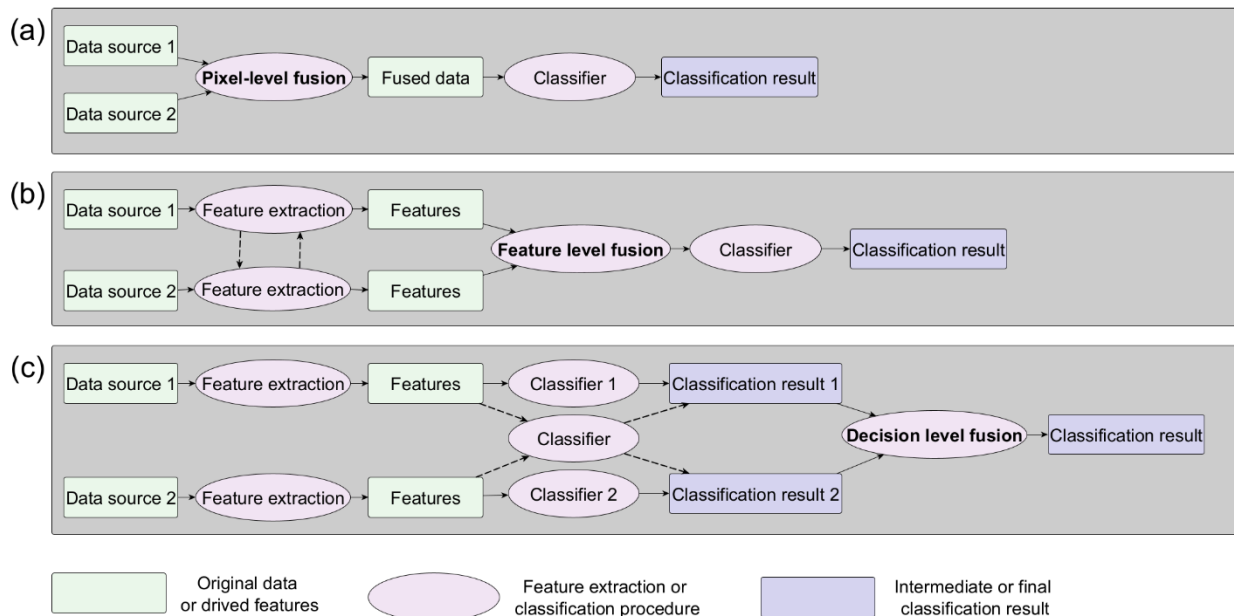 (a)
Data source 1
Data source 2
Pixel-level fusion
Fused data
Classifier
Classification result
(b)
Data source 1
Feature extraction
Features
Data source 2
Feature extraction
Features
Feature level fusion
Classifier
Classification result
(c)
Data source 1
Feature extraction
Features
Classifier 1
Classification result 1
Classifier
Data source 2
Feature extraction
Features
Classifier 2
Classification result 2
Decision level fusion
Classification result
Original data
or drived features
Feature extraction or
classification procedure
Intermediate or final
classification result